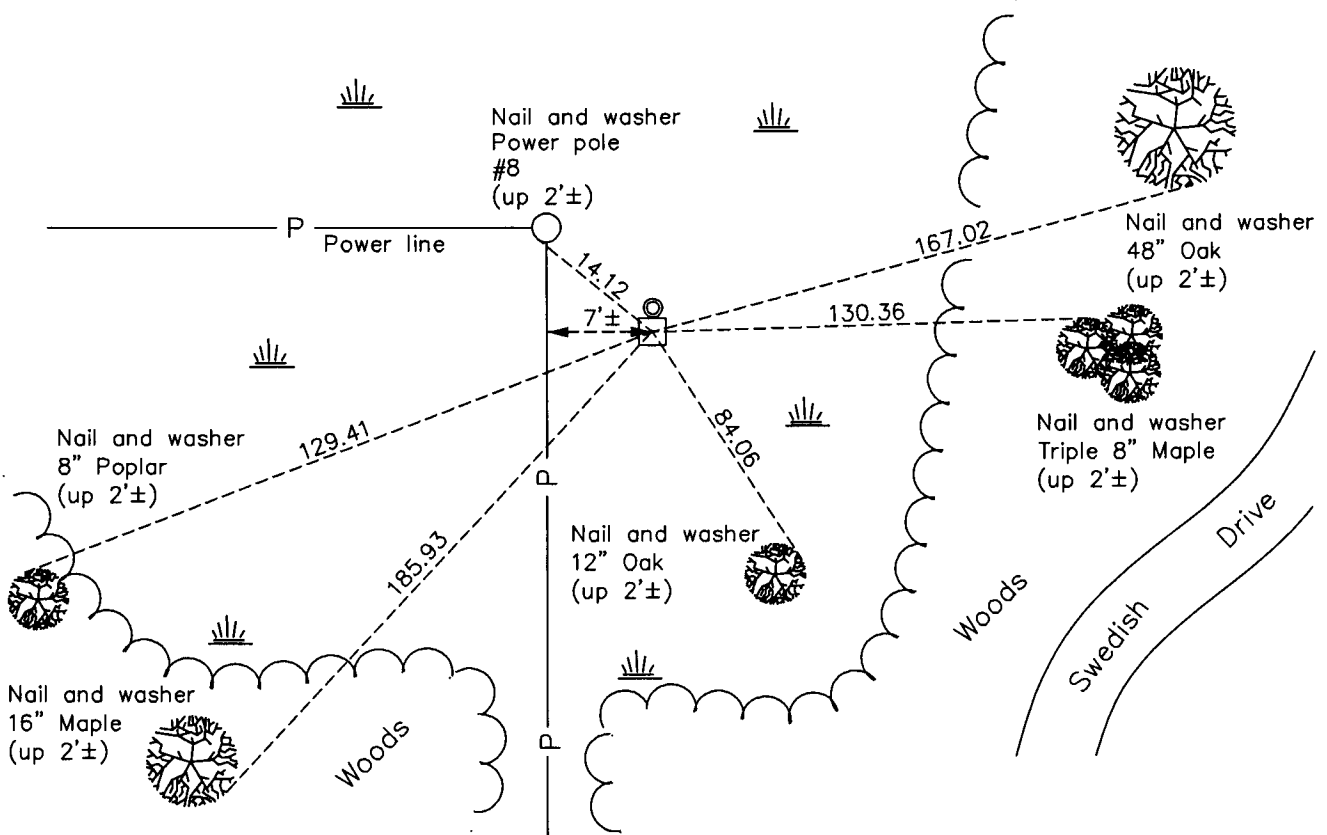 Nail and washer
Power pole
#8
(up 2'±)
P
Power line
14.12
7'±
167.02
Nail and washer
48" Oak
(up 2'±)
130.36
Nail and washer
Triple 8" Maple
(up 2'±)
Nail and washer
8" Poplar
(up 2'±)
129.41
84.06
P
185.93
Nail and washer
12" Oak
(up 2'±)
Woods
Swedish Drive
Nail and washer
16" Maple
(up 2'±)
Woods
P